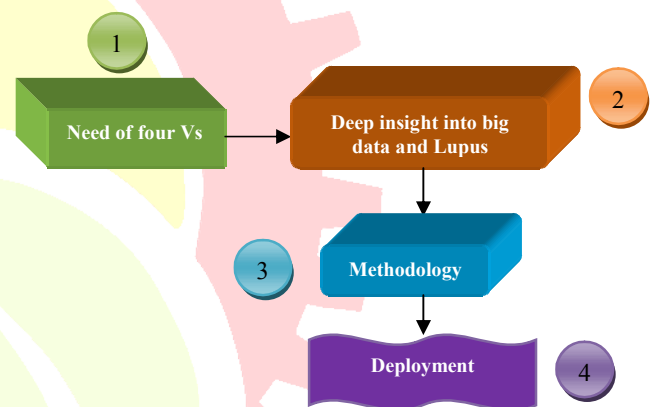 1
Need of four Vs
Deep insight into big
data and Lupus
2
3
Methodology
Deployment
4